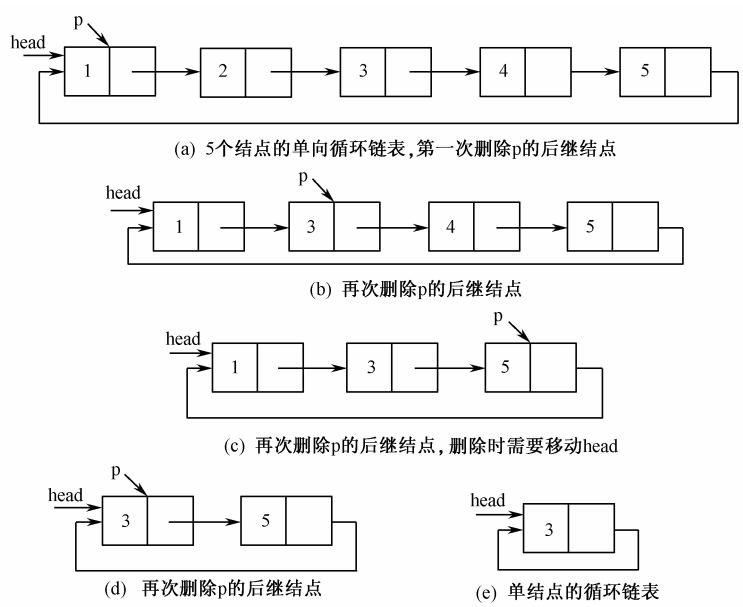 p
head
1 2 3 4 5
(a) 5个结点的单向循环链表,第一次删除p的后继结点
p
head
1 3 4 5
(b) 再次删除p的后继结点
p
head
1 3 5
(c) 再次删除p的后继结点,删除时需要移动head
p
head
3 5
(d) 再次删除p的后继结点
head
3
(e) 单结点的循环链表